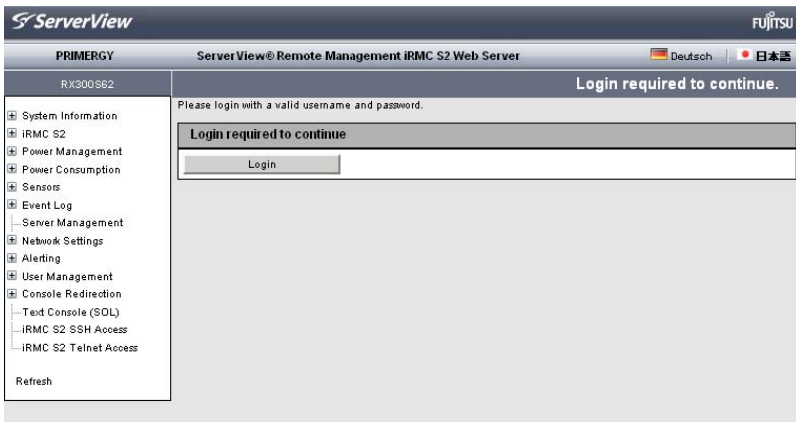 ServerView
FUJITSU
PRIMERGY
ServerView® Remote Management iRMC S2 Web Server
Deutsch
日本語
RX300S62
Login required to continue.
System Information
iRMC S2
Power Management
Power Consumption
Sensors
Event Log
Server Management
Network Settings
Alerting
User Management
Console Redirection
Text Console (SOL)
iRMC S2 SSH Access
iRMC S2 Telnet Access
Refresh
Please login with a valid username and password.
Login required to continue
Login